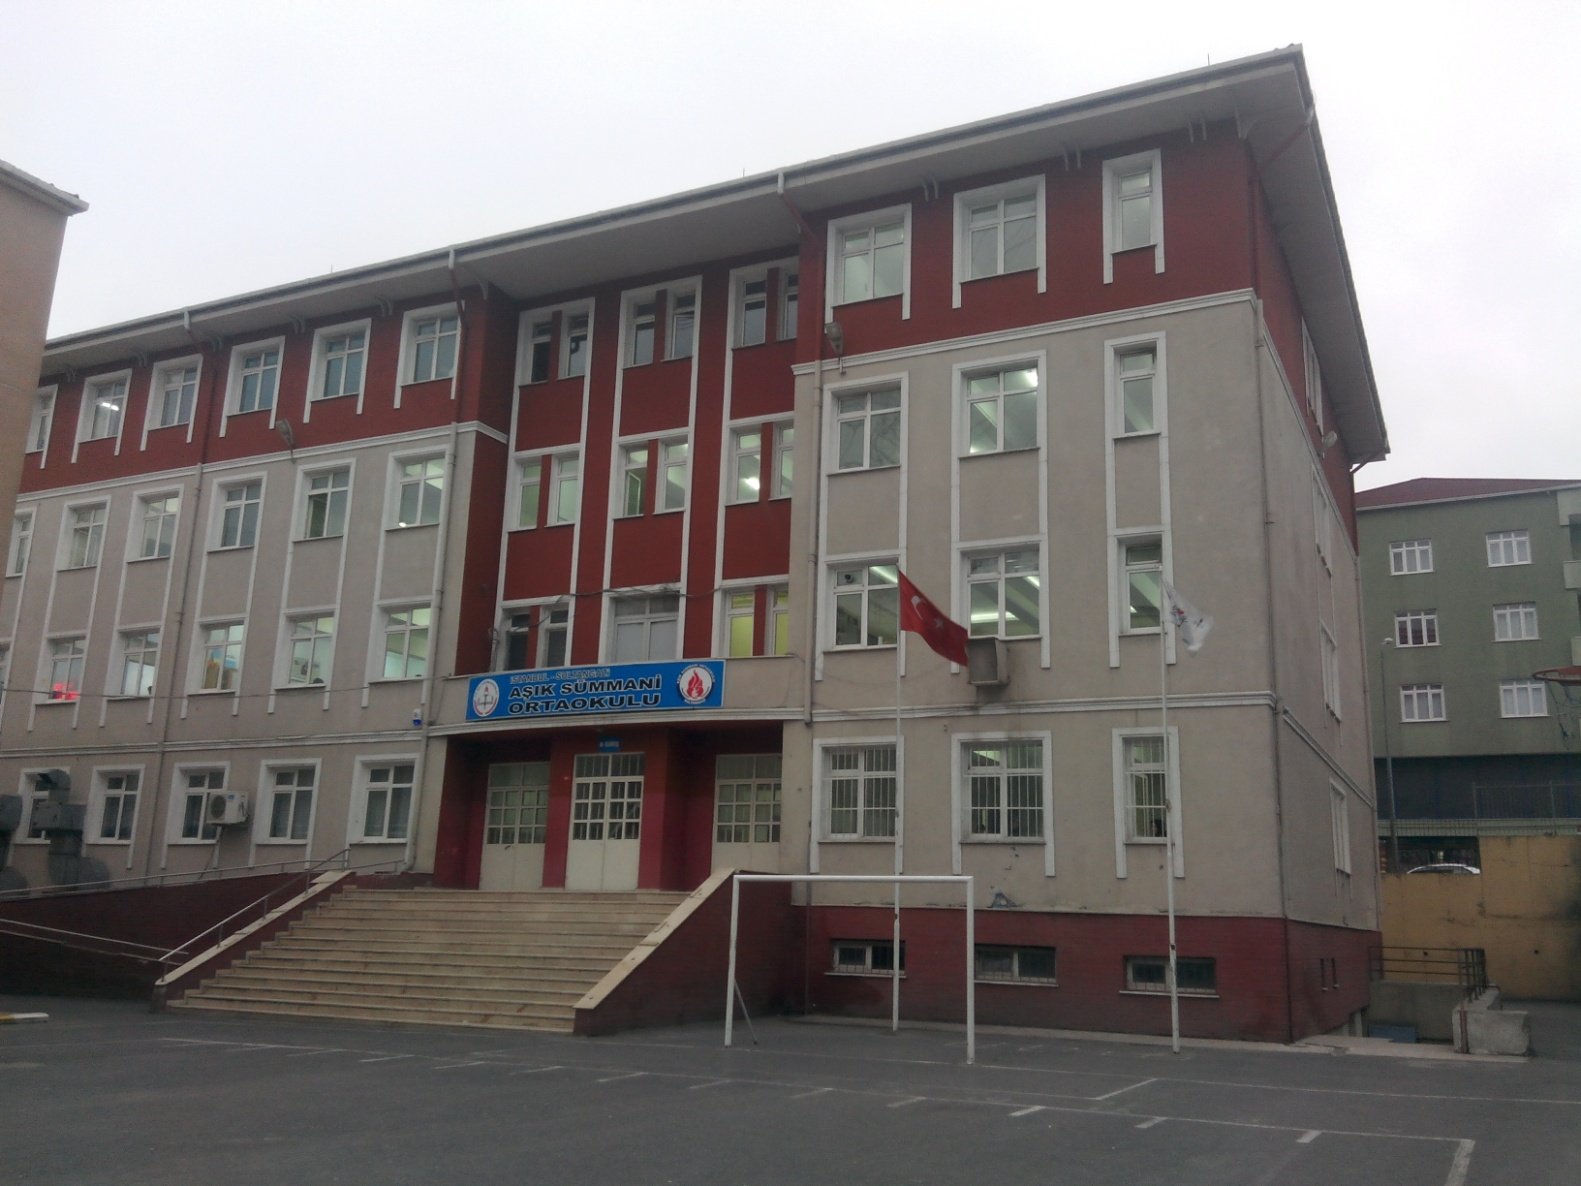 İSTANBUL - SULTANGAZİ
AŞIK SÜMMANİ
ORTAOKULU